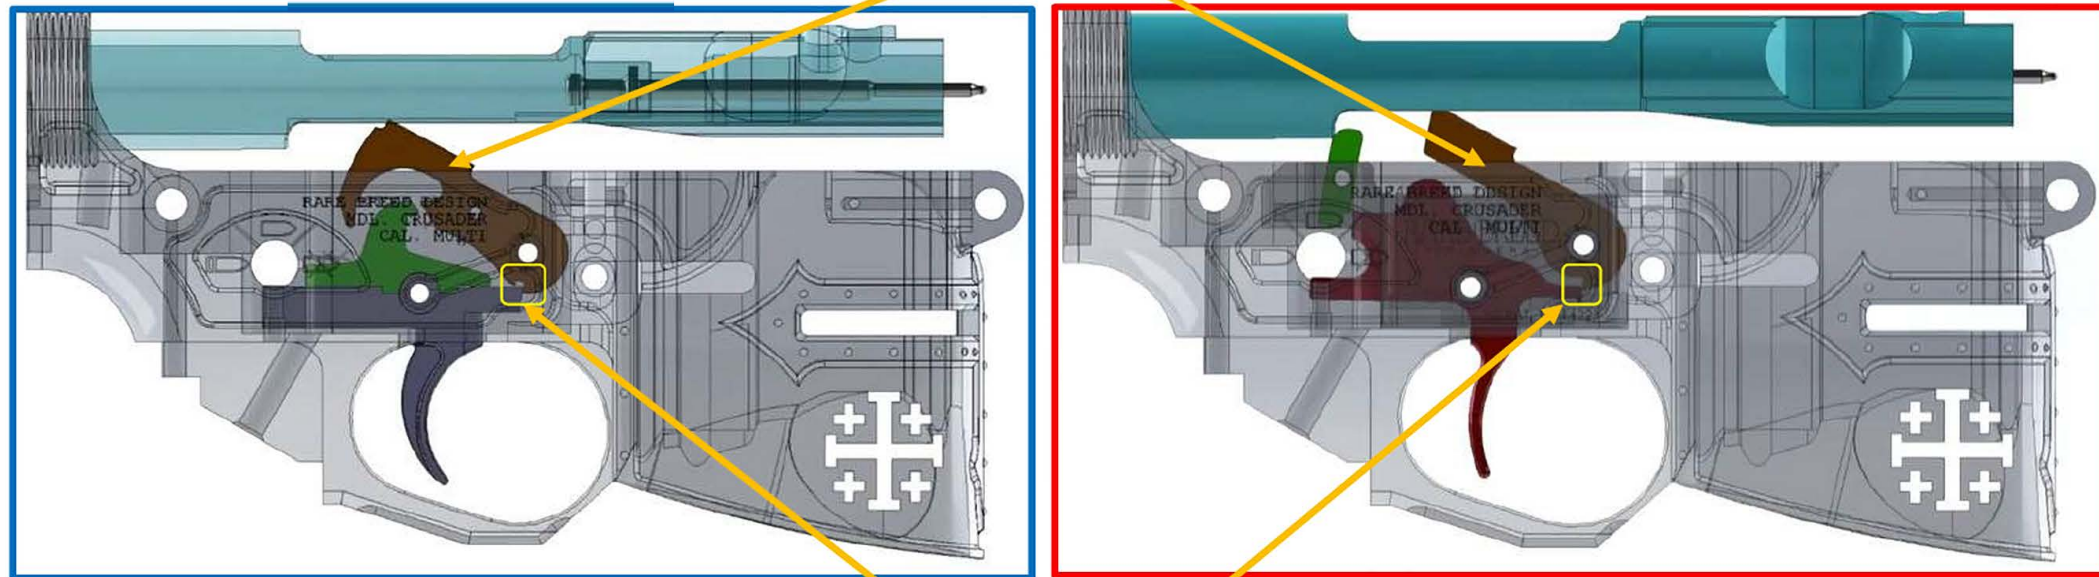 RARE BREED DESIGN
MDL. CRUSADER
CAL. MULTI
RARE BREED DESIGN
MDL. CRUSADER
CAL. MULTI